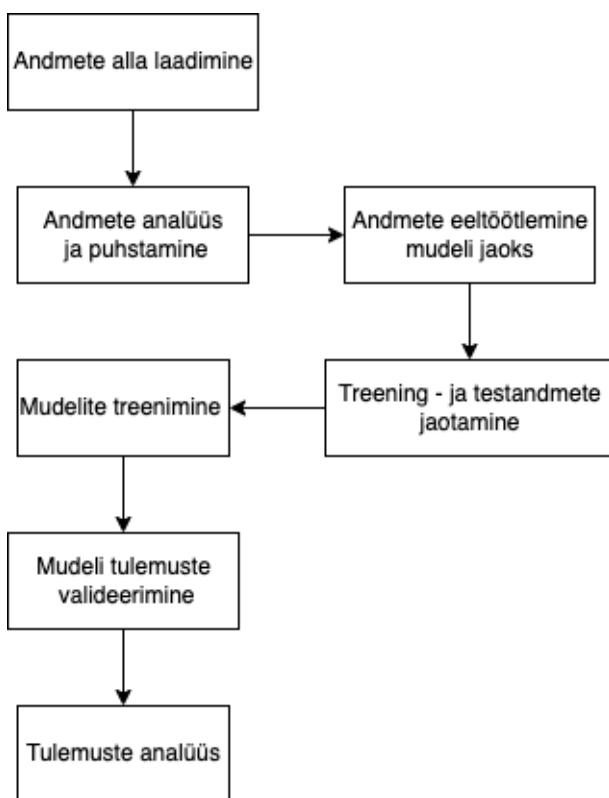 Andmete alla laadimine
Andmete analüüs
ja puhstamine
Andmete eeltöötlemine
mudeli jaoks
Treening - ja testandmete
jaotamine
Mudelite treenimine
Mudeli tulemuste
valideerimine
Tulemuste analüüs